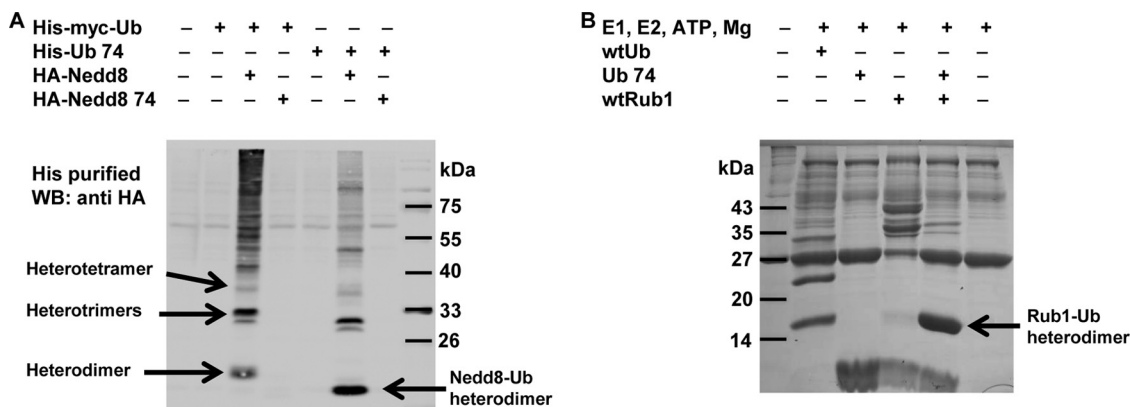 A
His-myc-Ub – + + + – – –
His-Ub 74 – – – – + + +
HA-Nedd8 – – + – – + –
HA-Nedd8 74 – – – + – – +
His purified
WB: anti HA
kDa
75
55
40
33
26
Heterotetramer
Heterotrimers
Heterodimer
Nedd8-Ub
heterodimer
B
E1, E2, ATP, Mg – + + + + +
wtUb – + – – – –
Ub 74 – – + – + –
wtRub1 – – – + + –
kDa
43
35
27
20
14
Rub1-Ub
heterodimer